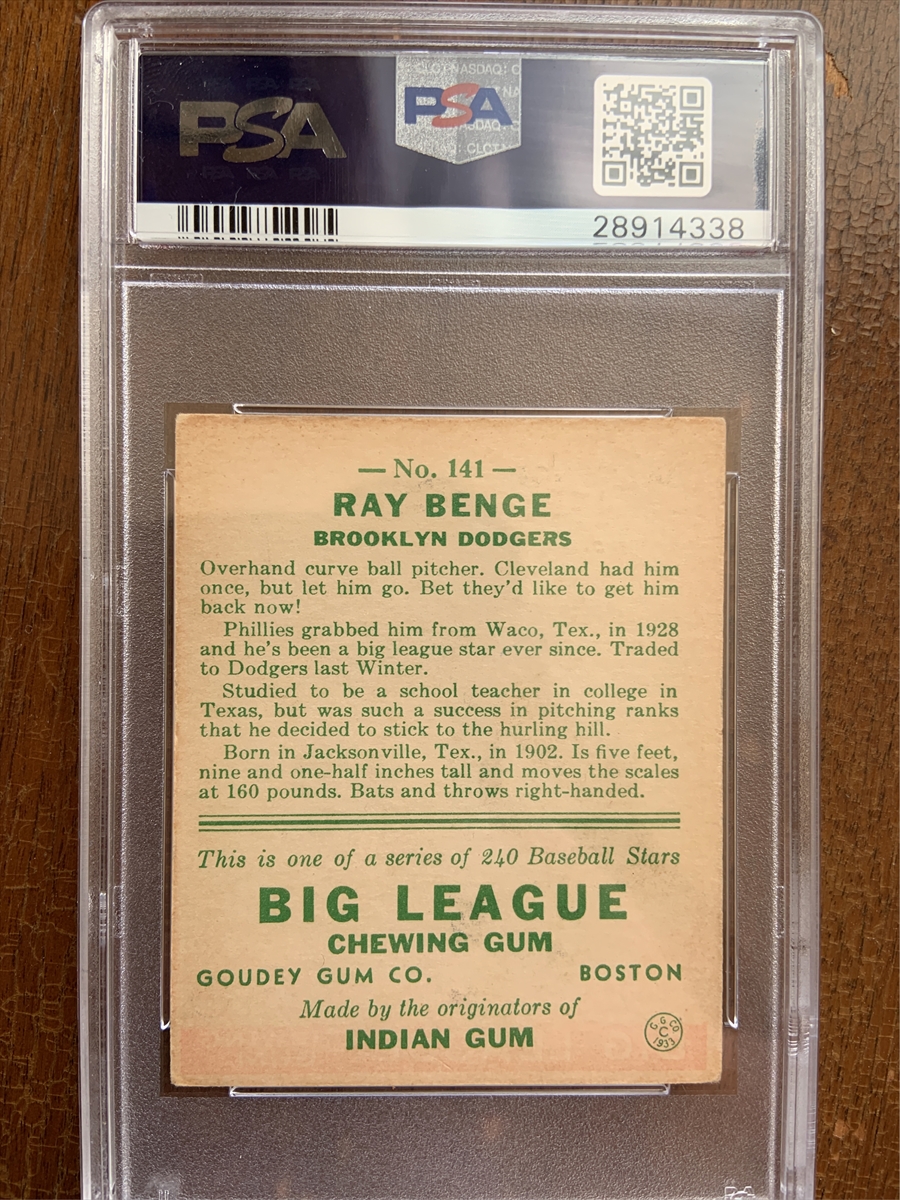 CLCT NASDAQ: C
PSA
PSA
28914338
— No. 141 —
RAY BENGE
BROOKLYN DODGERS
Overhand curve ball pitcher. Cleveland had him
once, but let him go. Bet they'd like to get him
back now!
Phillies grabbed him from Waco, Tex., in 1928
and he's been a big league star ever since. Traded
to Dodgers last Winter.
Studied to be a school teacher in college in
Texas, but was such a success in pitching ranks
that he decided to stick to the hurling hill.
Born in Jacksonville, Tex., in 1902. Is five feet,
nine and one-half inches tall and moves the scales
at 160 pounds. Bats and throws right-handed.
This is one of a series of 240 Baseball Stars
BIG LEAGUE
CHEWING GUM
GOUDEY GUM CO. BOSTON
Made by the originators of
INDIAN GUM
G. G. CO
C
1933